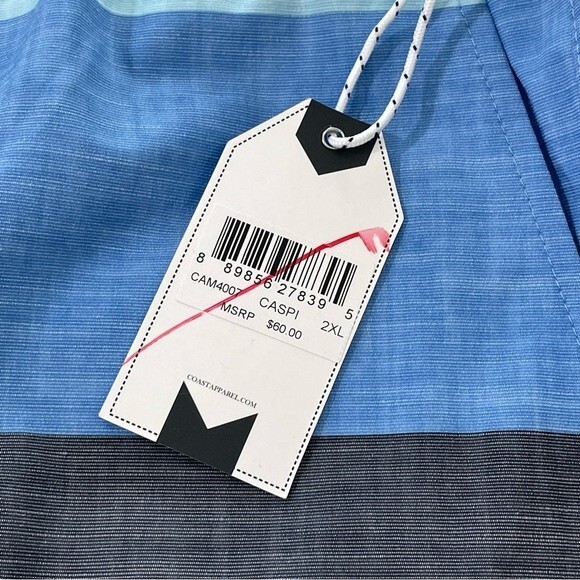 8 89856 27839 5
CAM4007 CASPI 2XL
MSRP $60.00
COASTAPPAREL.COM